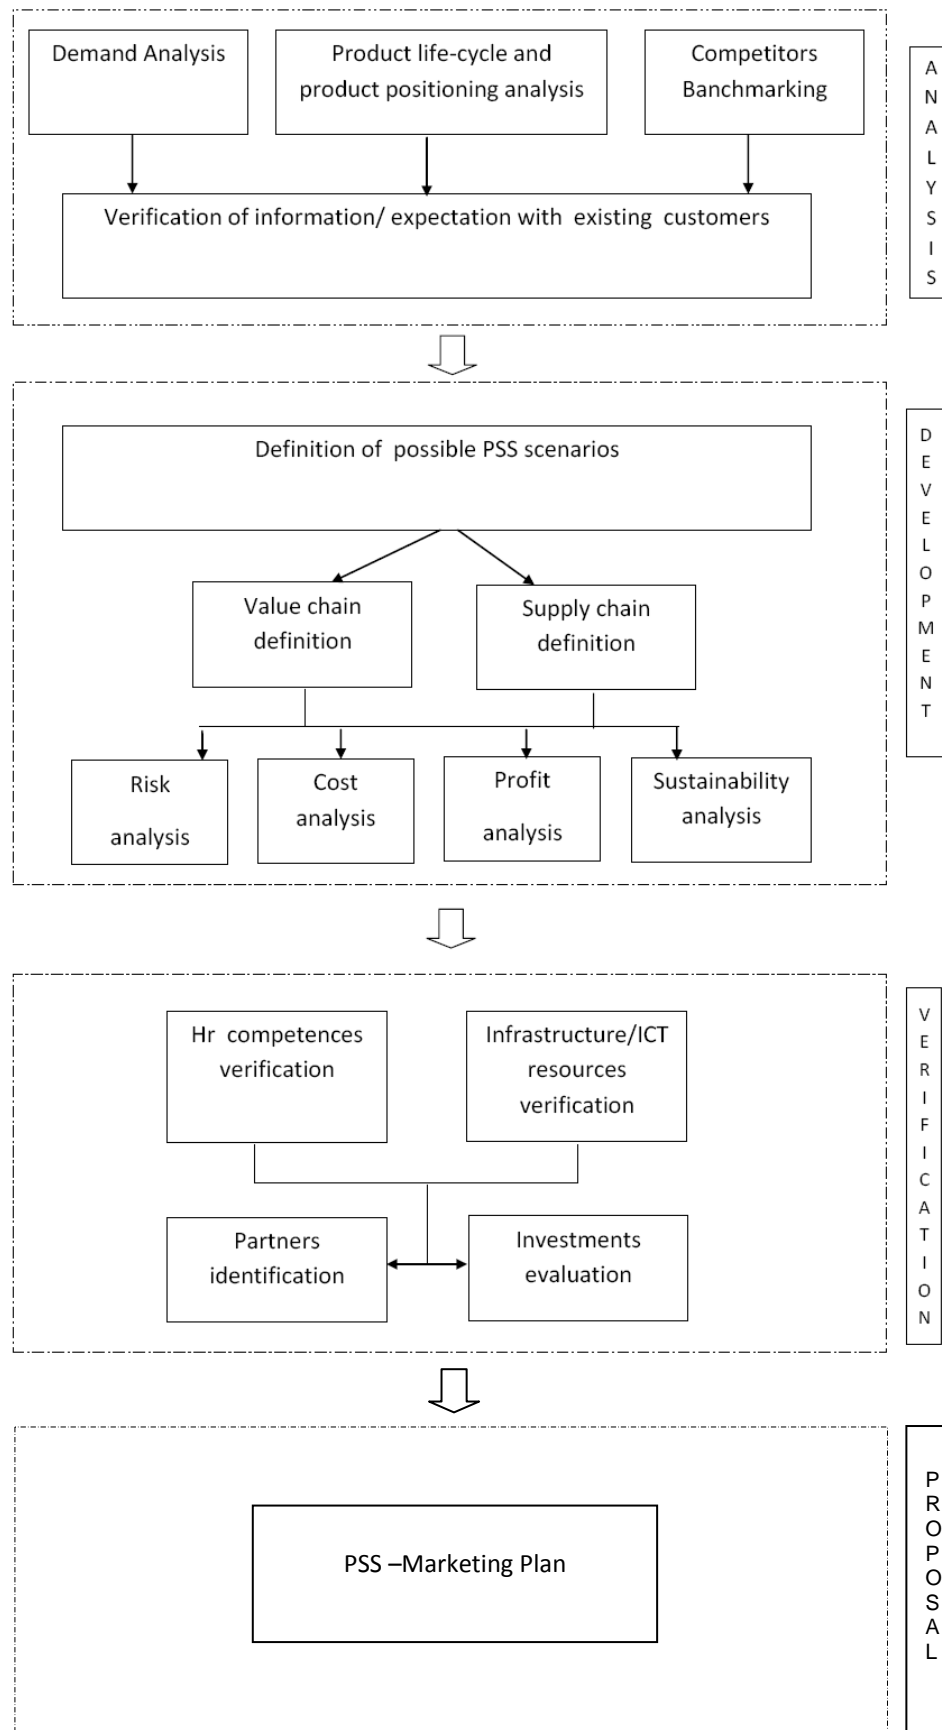 Demand Analysis
Product life-cycle and
product positioning analysis
Competitors
Banchmarking
Verification of information/ expectation with existing customers
A
N
A
L
Y
S
I
S
Definition of possible PSS scenarios
Value chain
definition
Supply chain
definition
Risk
analysis
Cost
analysis
Profit
analysis
Sustainability
analysis
D
E
V
E
L
O
P
M
E
N
T
Hr competences
verification
Infrastructure/ICT
resources
verification
Partners
identification
Investments
evaluation
V
E
R
I
F
I
C
A
T
I
O
N
PSS –Marketing Plan
P
R
O
P
O
S
A
L